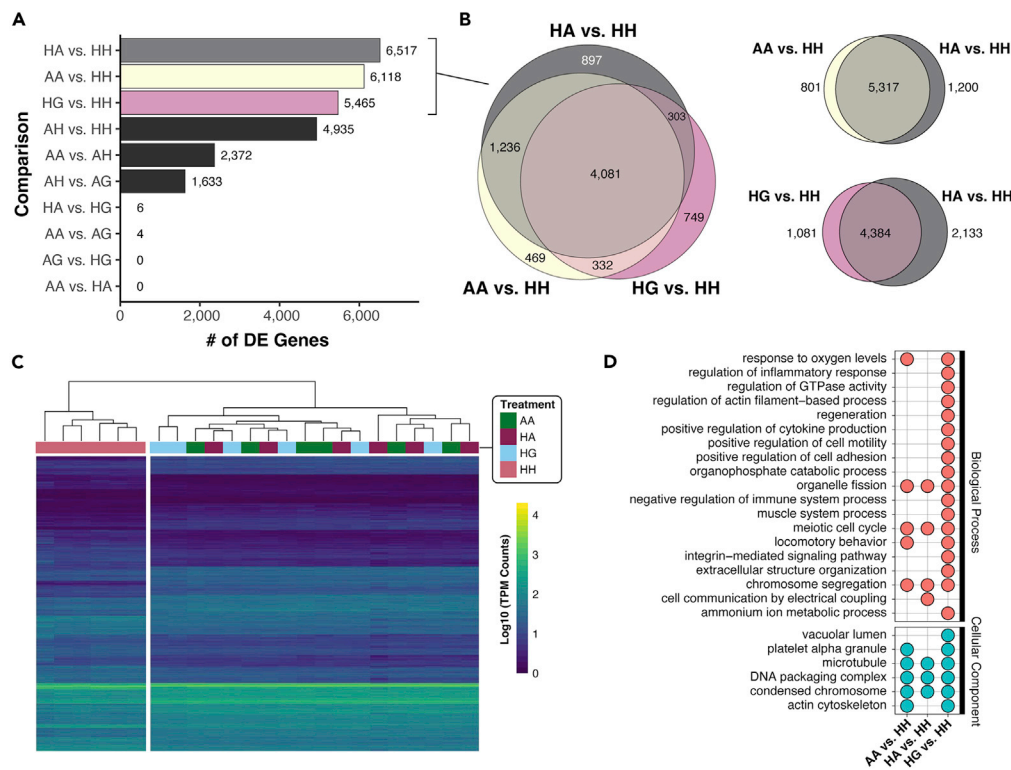 A
HA vs. HH
6,517
AA vs. HH
6,118
HG vs. HH
5,465
AH vs. HH
4,935
AA vs. AH
2,372
AH vs. AG
1,633
HA vs. HG
6
AA vs. AG
4
AG vs. HG
0
AA vs. HA
0
Comparison
0
2,000
4,000
6,000
# of DE Genes
B
HA vs. HH
897
303
1,236
4,081
749
469
332
AA vs. HH
HG vs. HH
AA vs. HH
HA vs. HH
801
5,317
1,200
HG vs. HH
HA vs. HH
1,081
4,384
2,133
C
Treatment
AA
HA
HG
HH
Log10 (TPM Counts)
4
3
2
1
0
D
response to oxygen levels
regulation of inflammatory response
regulation of GTPase activity
regulation of actin filament−based process
regeneration
positive regulation of cytokine production
positive regulation of cell motility
positive regulation of cell adhesion
organophosphate catabolic process
organelle fission
negative regulation of immune system process
muscle system process
meiotic cell cycle
locomotory behavior
integrin−mediated signaling pathway
extracellular structure organization
chromosome segregation
cell communication by electrical coupling
ammonium ion metabolic process
Biological Process
vacuolar lumen
platelet alpha granule
microtubule
DNA packaging complex
condensed chromosome
actin cytoskeleton
Cellular Component
AA vs. HH
HA vs. HH
HG vs. HH